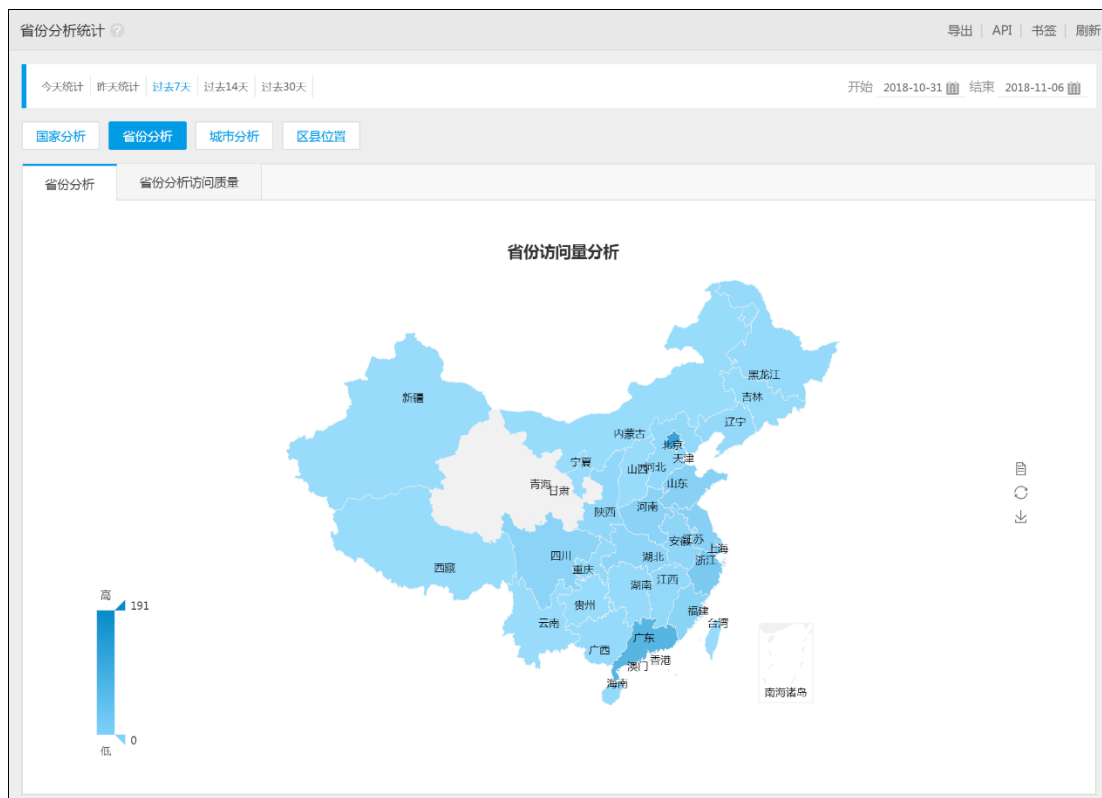 省份分析统计 ?
导出 | API | 书签 | 刷新
今天统计 | 昨天统计 | 过去7天 | 过去14天 | 过去30天 |
开始 2018-10-31 结束 2018-11-06
国家分析 省份分析 城市分析 区县位置
省份分析 省份分析访问质量
省份访问量分析
黑龙江
新疆
吉林
辽宁
内蒙古
北京
天津
宁夏
山西
河北
青海
甘肃
山东
陕西
河南
安徽
江苏
上海
四川
湖北
浙江
西藏
重庆
湖南
江西
高
191
贵州
福建
云南
台湾
广东
广西
香港
澳门
海南
南海诸岛
0
低